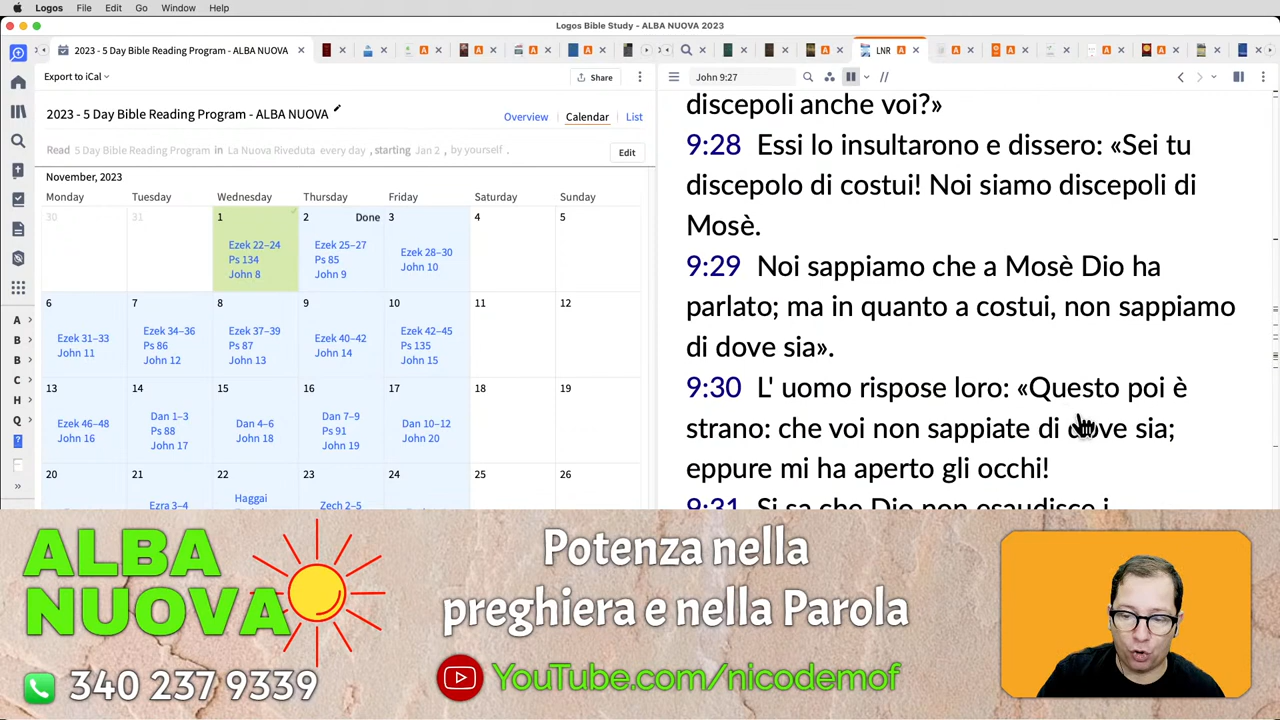 Logos File Edit Go Window Help
Logos Bible Study - ALBA NUOVA 2023
2023 - 5 Day Bible Reading Program - ALBA NUOVA
LNR
Export to iCal
Share
John 9:27
2023 - 5 Day Bible Reading Program - ALBA NUOVA
Overview Calendar List
Read 5 Day Bible Reading Program in La Nuova Riveduta every day , starting Jan 2 , by yourself .
Edit
November, 2023
Monday Tuesday Wednesday Thursday Friday Saturday Sunday
30 31 1 2 Done 3 4 5
Ezek 22–24
Ps 134
John 8
Ezek 25–27
Ps 85
John 9
Ezek 28–30
John 10
6 7 8 9 10 11 12
Ezek 31–33
John 11
Ezek 34–36
Ps 86
John 12
Ezek 37–39
Ps 87
John 13
Ezek 40–42
John 14
Ezek 42–45
Ps 135
John 15
13 14 15 16 17 18 19
Ezek 46–48
John 16
Dan 1–3
Ps 88
John 17
Dan 4–6
John 18
Dan 7–9
Ps 91
John 19
Dan 10–12
John 20
20 21 22 23 24 25 26
Ezra 3–4
Haggai
Zech 2–5
A
B
B
C
H
Q
discepoli anche voi?»
9:28 Essi lo insultarono e dissero: «Sei tu
discepolo di costui! Noi siamo discepoli di
Mosè.
9:29 Noi sappiamo che a Mosè Dio ha
parlato; ma in quanto a costui, non sappiamo
di dove sia».
9:30 L' uomo rispose loro: «Questo poi è
strano: che voi non sappiate di dove sia;
eppure mi ha aperto gli occhi!
9:31 Si sa che Dio non esaudisce i
ALBA
NUOVA
340 237 9339
Potenza nella
preghiera e nella Parola
YouTube.com/nicodemof